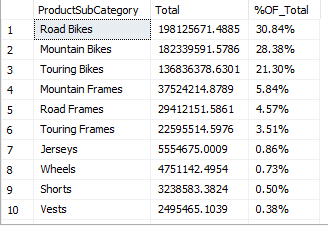 ProductSubCategory Total %OF_Total
1 Road Bikes 198125671.4885 30.84%
2 Mountain Bikes 182339591.5786 28.38%
3 Touring Bikes 136836378.6301 21.30%
4 Mountain Frames 37524214.8789 5.84%
5 Road Frames 29412151.5861 4.57%
6 Touring Frames 22595514.5976 3.51%
7 Jerseys 5554675.0009 0.86%
8 Wheels 4751142.4954 0.73%
9 Shorts 3238583.3824 0.50%
10 Vests 2495465.1039 0.38%